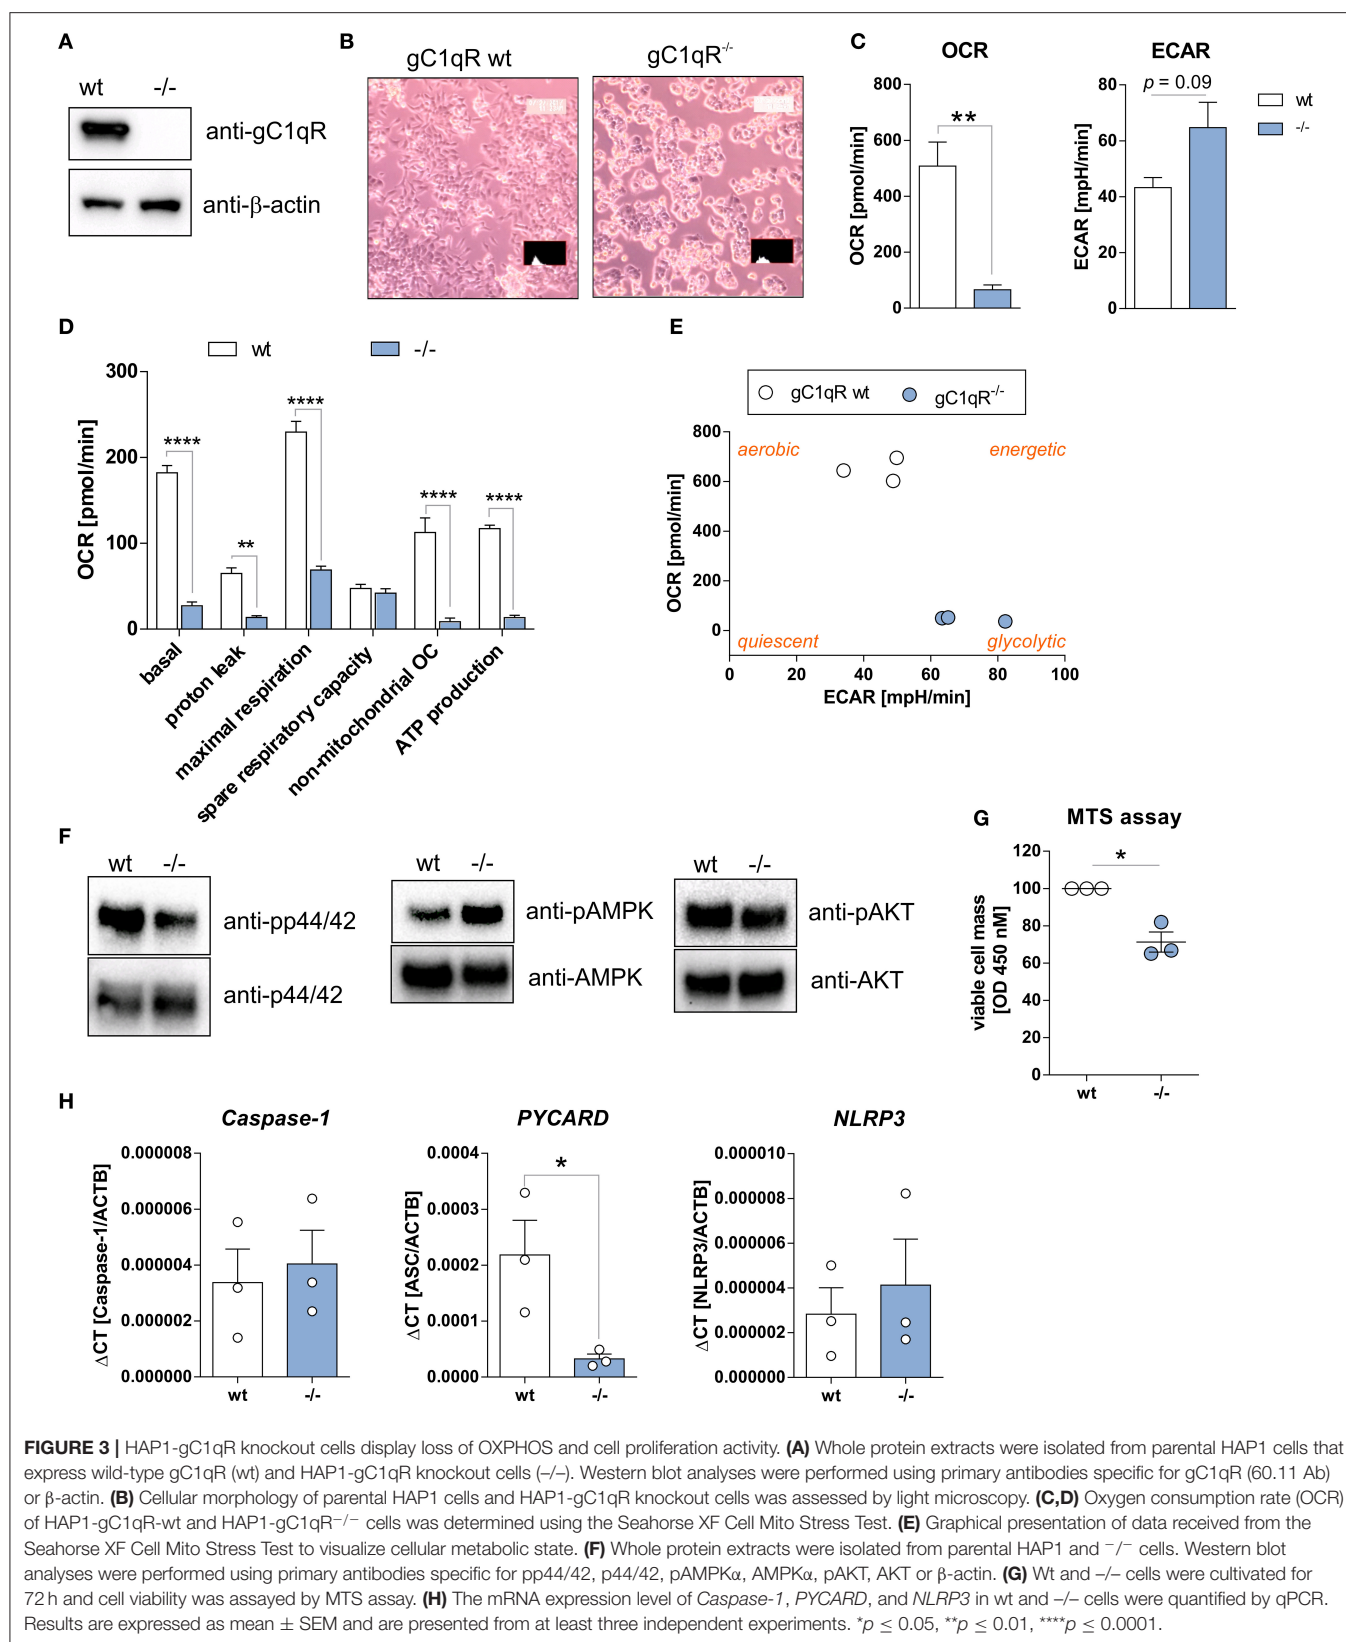 A
wt -/-
anti-gC1qR
anti-β-actin
B
gC1qR wt
gC1qR-/-
C
OCR
800
600
400
200
0
OCR [pmol/min]
**
ECAR
80
60
40
20
0
ECAR [mpH/min]
p = 0.09
wt
-/-
D
wt
-/-
300
200
100
0
OCR [pmol/min]
****
**
****
****
****
basal
proton leak
maximal respiration
spare respiratory capacity
non-mitochondrial OC
ATP production
E
gC1qR wt
gC1qR-/-
800
600
400
200
0
OCR [pmol/min]
aerobic
energetic
quiescent
glycolytic
0 20 40 60 80 100
ECAR [mpH/min]
F
wt -/-
anti-pp44/42
anti-p44/42
wt -/-
anti-pAMPK
anti-AMPK
wt -/-
anti-pAKT
anti-AKT
G
MTS assay
120
100
80
60
40
20
0
viable cell mass
[OD 450 nM]
*
wt -/-
H
Caspase-1
0.000008
0.000006
0.000004
0.000002
0.000000
ΔCT [Caspase-1/ACTB]
wt -/-
PYCARD
0.0004
0.0003
0.0002
0.0001
0.0000
ΔCT [ASC/ACTB]
*
wt -/-
NLRP3
0.000010
0.000008
0.000006
0.000004
0.000002
0.000000
ΔCT [NLRP3/ACTB]
wt -/-
FIGURE 3 | HAP1-gC1qR knockout cells display loss of OXPHOS and cell proliferation activity. (A) Whole protein extracts were isolated from parental HAP1 cells that
express wild-type gC1qR (wt) and HAP1-gC1qR knockout cells (–/–). Western blot analyses were performed using primary antibodies specific for gC1qR (60.11 Ab)
or β-actin. (B) Cellular morphology of parental HAP1 cells and HAP1-gC1qR knockout cells was assessed by light microscopy. (C,D) Oxygen consumption rate (OCR)
of HAP1-gC1qR-wt and HAP1-gC1qR−/− cells was determined using the Seahorse XF Cell Mito Stress Test. (E) Graphical presentation of data received from the
Seahorse XF Cell Mito Stress Test to visualize cellular metabolic state. (F) Whole protein extracts were isolated from parental HAP1 and −/− cells. Western blot
analyses were performed using primary antibodies specific for pp44/42, p44/42, pAMPKα, AMPKα, pAKT, AKT or β-actin. (G) Wt and –/– cells were cultivated for
72 h and cell viability was assayed by MTS assay. (H) The mRNA expression level of Caspase-1, PYCARD, and NLRP3 in wt and –/– cells were quantified by qPCR.
Results are expressed as mean ± SEM and are presented from at least three independent experiments. *p ≤ 0.05, **p ≤ 0.01, ****p ≤ 0.0001.